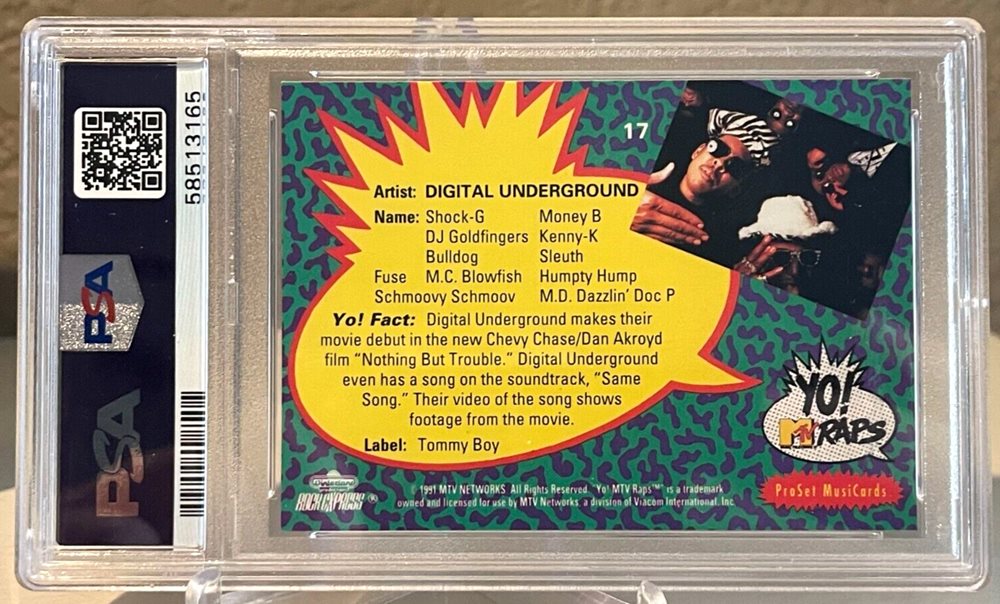 58513165
PSA
PSA
17
Artist: DIGITAL UNDERGROUND
Name: Shock-G Money B
DJ Goldfingers Kenny-K
Bulldog Sleuth
Fuse M.C. Blowfish Humpty Hump
Schmoovy Schmoov M.D. Dazzlin' Doc P
Yo! Fact: Digital Underground makes their
movie debut in the new Chevy Chase/Dan Akroyd
film "Nothing But Trouble." Digital Underground
even has a song on the soundtrack, "Same
Song." Their video of the song shows
footage from the movie.
Label: Tommy Boy
YO!
MTV RAPS
ProSet MusiCards
Winterland
ROCK EXPRESS ®
© 1991 MTV NETWORKS. All Rights Reserved. "Yo! MTV Raps™" is a trademark
owned and licensed for use by MTV Networks, a division of Viacom International, Inc.